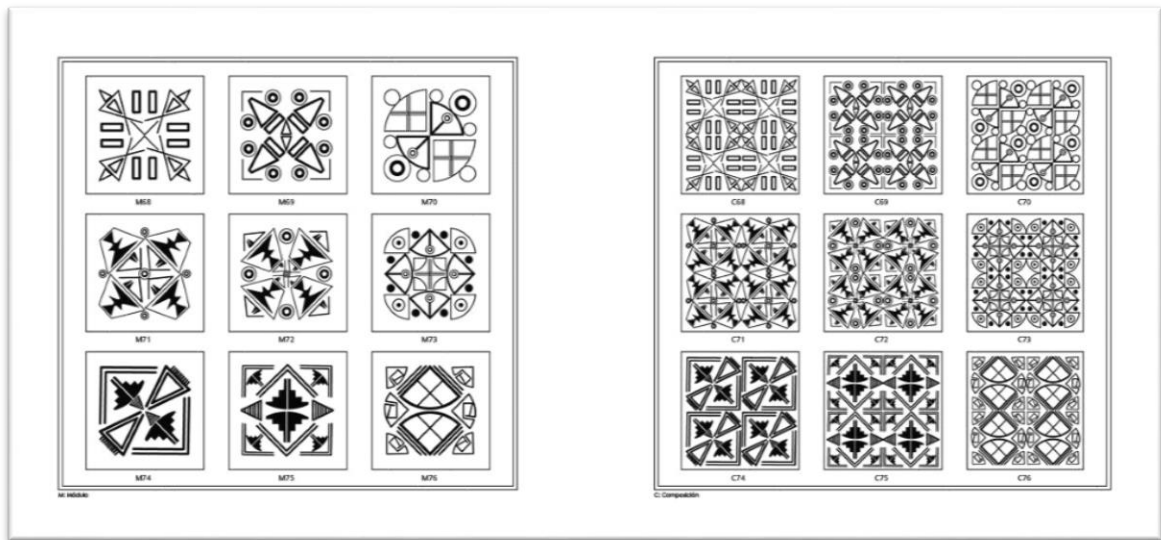 M68 M69 M70
M71 M72 M73
M74 M75 M76
M: Módulo
C68 C69 C70
C71 C72 C73
C74 C75 C76
C: Composición